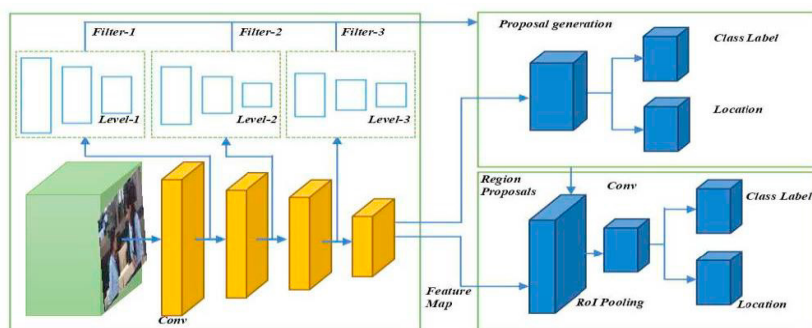 Filter-1
Filter-2
Filter-3
Proposal generation
Class Label
Level-1
Level-2
Level-3
Location
Region
Proposals
Conv
Class Label
Feature
Map
RoI Pooling
Location
Conv